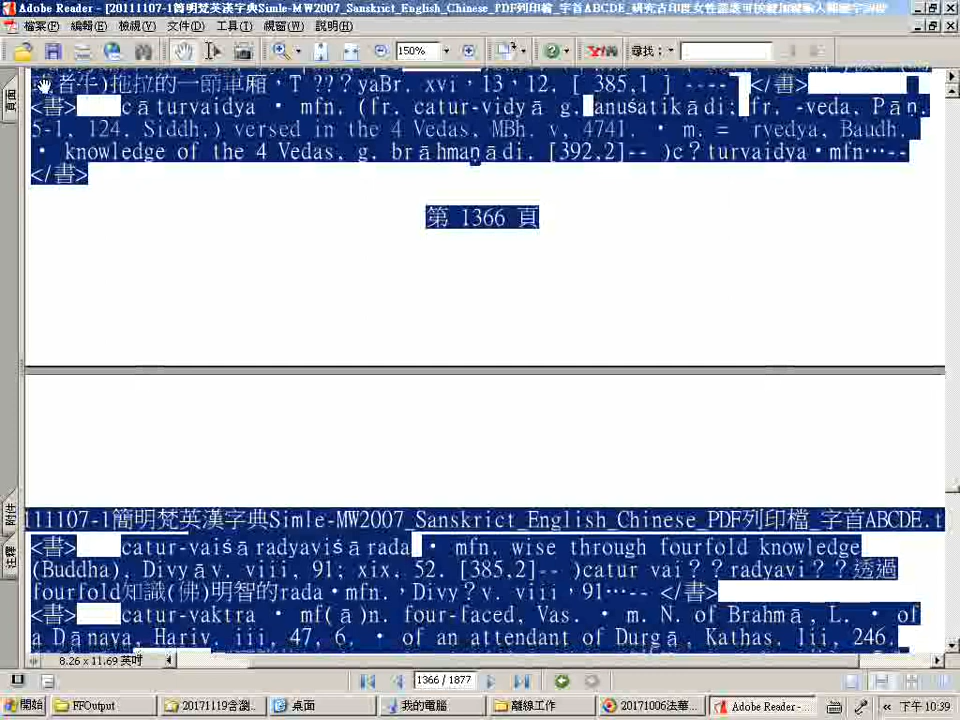 Adobe Reader - [20111107-1簡明梵英漢字典Simle-MW2007_Sanskrict_English_Chinese_PDF列印檔_字首ABCDE_研究古印度女性
檔案(F) 編輯(E) 檢視(V) 文件(D) 工具(T) 視窗(W) 說明(H)
150% Y! 尋找:
頁面
者牛)拖拉的一節車廂, T ???yaBr. xvi, 13, 12. [ 385,1 ] ---- </書>
<書> cāturvaidya • mfn. (fr. catur-vidyā g. anuśatikādi; fr. -veda, Pāṇ.
5-1, 124. Siddh.) versed in the 4 Vedas, MBh. v, 4741. • m. = rvedya, Baudh.
• knowledge of the 4 Vedas, g. brāhmaṇādi. [392,2]-- )c?turvaidya•mfn…--
</書>
第 1366 頁
附件
註釋
111107-1簡明梵英漢字典Simle-MW2007_Sanskrict_English_Chinese_PDF列印檔_字首ABCDE.t
<書> catur-vaiśāradyaviśārada • mfn. wise through fourfold knowledge
(Buddha), Divyāv. viii, 91; xix. 52. [385,2]-- )catur vai??radyavi??透過
fourfold知識(佛)明智的rada•mfn., Divy?v. viii, 91…-- </書>
<書> catur-vaktra • mf(ā)n. four-faced, Vas. • m. N. of Brahmā, L. • of
a Dānava, Hariv. iii, 47, 6. • of an attendant of Durgā, Kathas. lii, 246.
8.26 x 11.69 英吋
1366 / 1877
開始 FFOutput 20171119含瀏... 桌面 我的電腦 離線工作 20171006法華... Adobe Reader - [... 下午 10:39